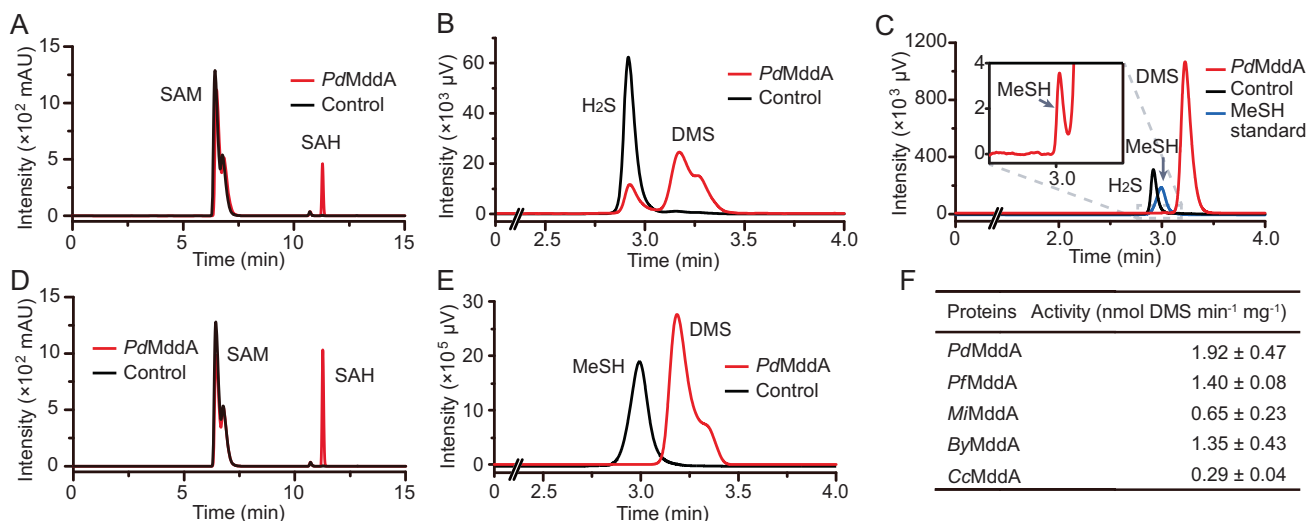 A
Intensity (×10² mAU)
15
10
5
0
SAM
PdMddA
Control
SAH
0 5 10 15
Time (min)
B
Intensity (×10³ μV)
60
40
20
0
H2S
PdMddA
Control
DMS
0 2.5 3.0 3.5 4.0
Time (min)
C
Intensity (×10³ μV)
1200
800
400
0
4
2
0
MeSH
3.0
DMS
PdMddA
Control
MeSH
standard
MeSH
H2S
0 2.0 3.0 4.0
Time (min)
D
Intensity (×10² mAU)
15
10
5
0
PdMddA
Control
SAM
SAH
0 5 10 15
Time (min)
E
Intensity (×10⁵ μV)
30
20
10
0
MeSH
DMS
PdMddA
Control
0 2.5 3.0 3.5 4.0
Time (min)
F
Proteins Activity (nmol DMS min⁻¹ mg⁻¹)
PdMddA 1.92 ± 0.47
PfMddA 1.40 ± 0.08
MiMddA 0.65 ± 0.23
ByMddA 1.35 ± 0.43
CcMddA 0.29 ± 0.04